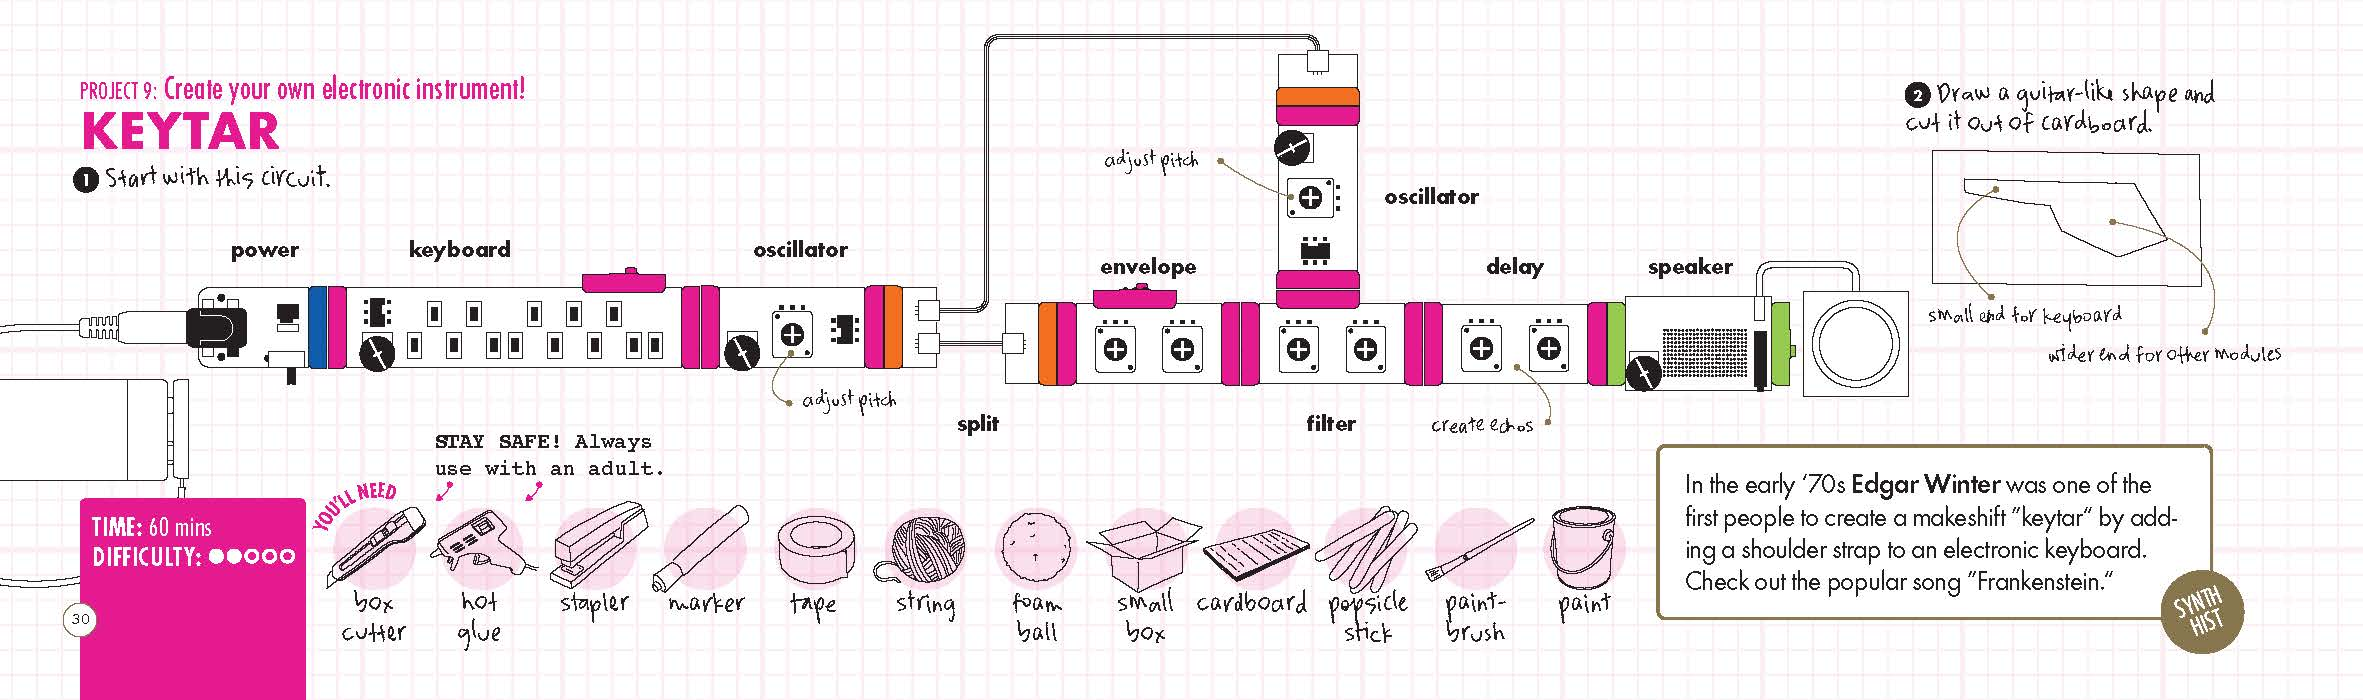 PROJECT 9: Create your own electronic instrument!
KEYTAR
1 Start with this circuit.
power
keyboard
oscillator
adjust pitch
split
adjust pitch
oscillator
envelope
filter
delay
create echos
speaker
2 Draw a guitar-like shape and
cut it out of cardboard.
small end for keyboard
wider end for other modules
STAY SAFE! Always
use with an adult.
TIME: 60 mins
DIFFICULTY:
30
YOU'LL NEED
box
cutter
hot
glue
stapler
marker
tape
string
foam
ball
small
box
cardboard
popsicle
stick
paint-
brush
paint
In the early ‘70s Edgar Winter was one of the
first people to create a makeshift “keytar“ by add-
ing a shoulder strap to an electronic keyboard.
Check out the popular song “Frankenstein.“
SYNTH
HIST